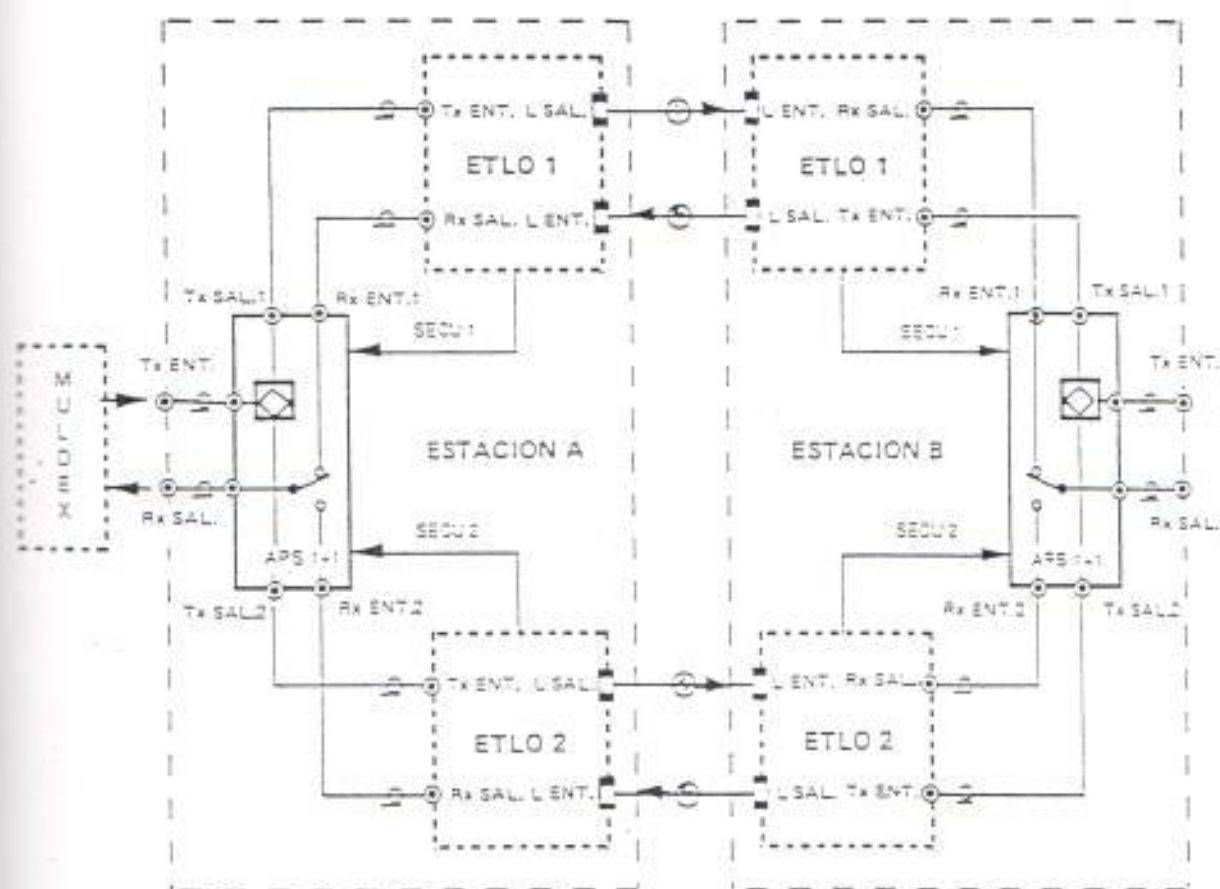 Tx ENT. L SAL.
ETLO 1
Rx SAL. L ENT.
L ENT. Rx SAL.
ETLO 1
L SAL. Tx ENT.
Tx SAL.1
Rx ENT.1
SECU 1
Rx ENT.1
Tx SAL.1
SECU 1
Tx ENT.
Tx ENT.
ESTACION A
ESTACION B
Rx SAL.
Rx SAL.
SECU 2
SECU 2
APS 1+1
APS 1+1
Tx SAL.2
Rx ENT.2
Rx ENT.2
Tx SAL.2
Tx ENT. L SAL.
ETLO 2
Rx SAL. L ENT.
L ENT. Rx SAL.
ETLO 2
L SAL. Tx ENT.